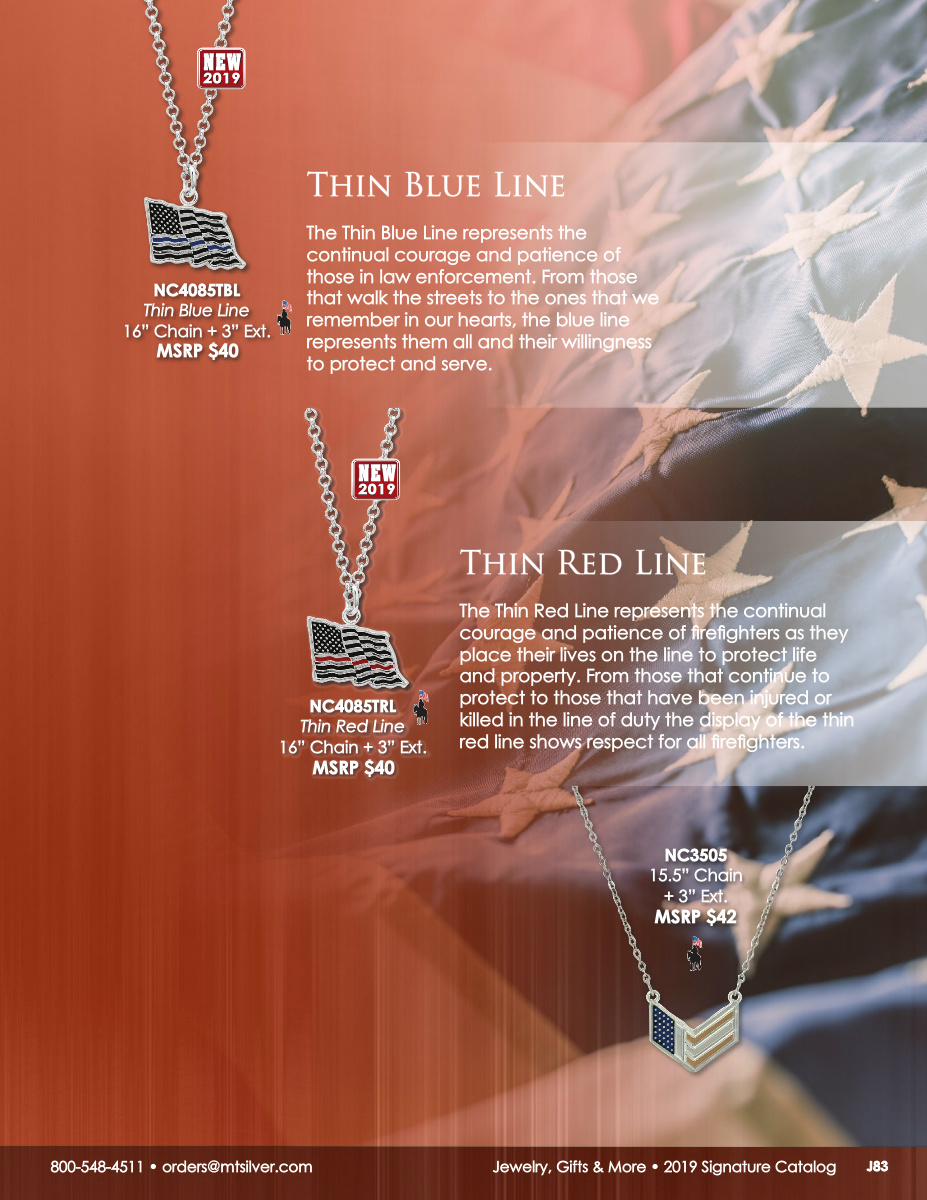 NEW
2019
THIN BLUE LINE
The Thin Blue Line represents the
continual courage and patience of
those in law enforcement. From those
that walk the streets to the ones that we
remember in our hearts, the blue line
represents them all and their willingness
to protect and serve.
NC4085TBL
Thin Blue Line
16” Chain + 3” Ext.
MSRP $40
NEW
2019
THIN RED LINE
The Thin Red Line represents the continual
courage and patience of firefighters as they
place their lives on the line to protect life
and property. From those that continue to
protect to those that have been injured or
killed in the line of duty the display of the thin
red line shows respect for all firefighters.
NC4085TRL
Thin Red Line
16” Chain + 3” Ext.
MSRP $40
NC3505
15.5” Chain
+ 3” Ext.
MSRP $42
800-548-4511 • orders@mtsilver.com
Jewelry, Gifts & More • 2019 Signature Catalog J83